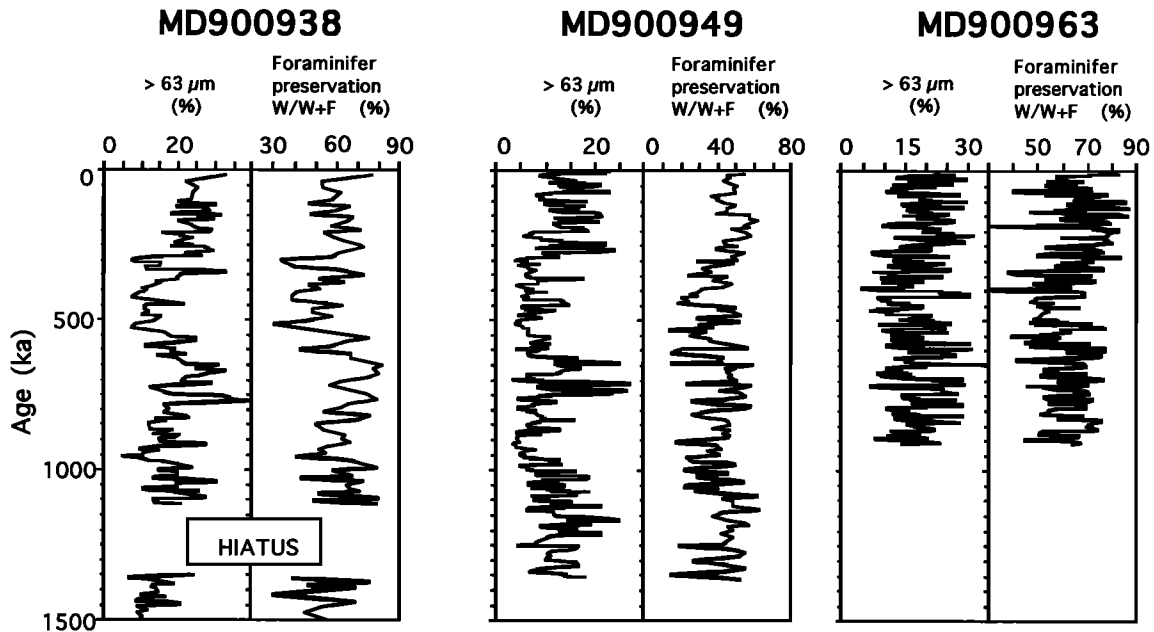 MD900938 MD900949 MD900963
> 63 µm (%) Foraminifer preservation W/W+F (%)
> 63 µm (%) Foraminifer preservation W/W+F (%)
> 63 µm (%) Foraminifer preservation W/W+F (%)
0 20 30 60 90 0 20 0 40 80 0 15 30 50 70 90
0
500
1000
1500
Age (ka)
HIATUS